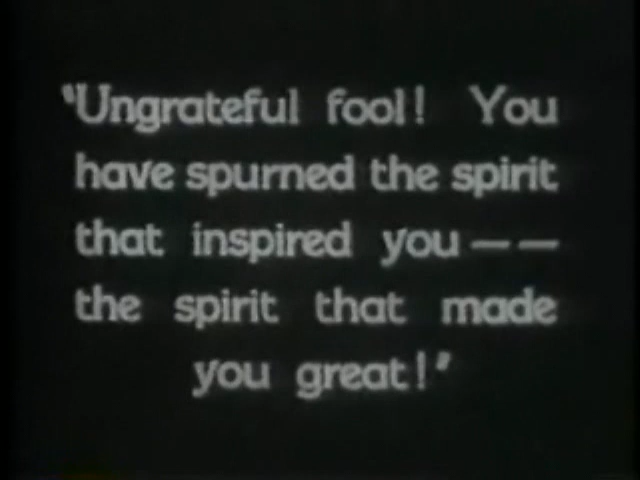 "Ungrateful fool! You
have spurned the spirit
that inspired you — —
the spirit that made
you great!"